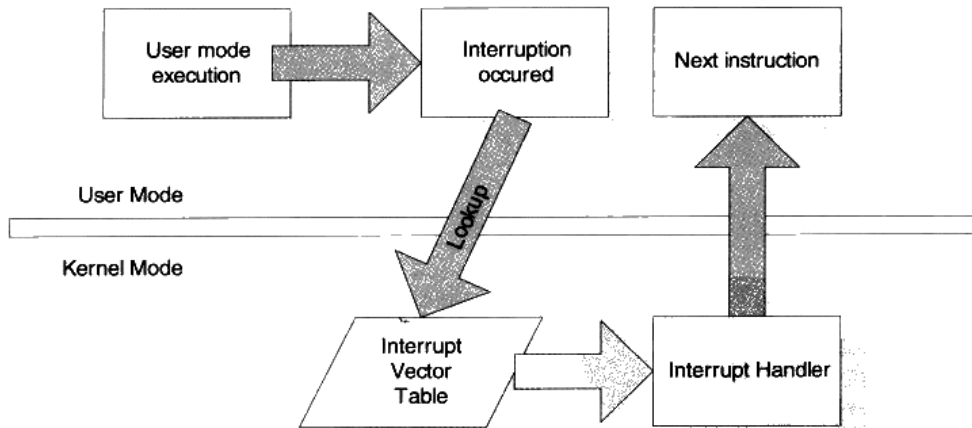 User mode
execution
Interruption
occured
Next instruction
Lookup
User Mode
Kernel Mode
Interrupt
Vector
Table
Interrupt Handler